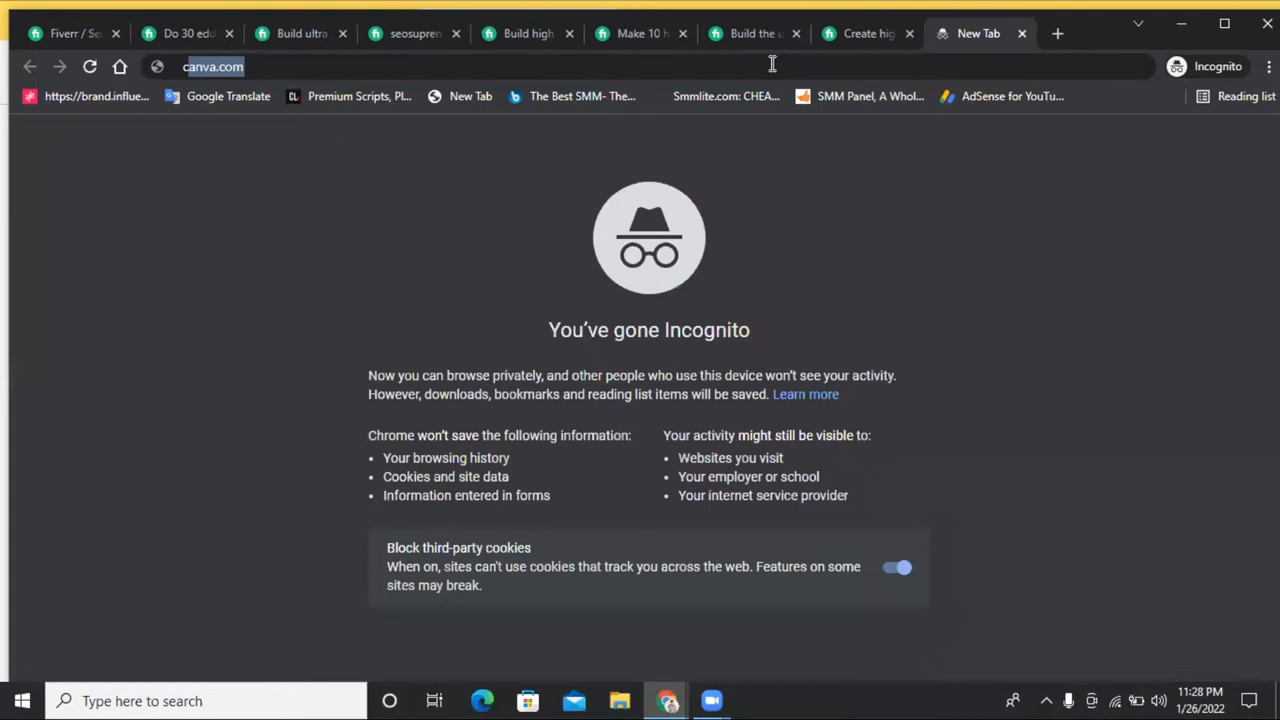 Fiverr / Se
Do 30 edu
Build ultra
seosupren
Build high
Make 10 h
Build the u
Create hig
New Tab
canva.com
Incognito
https://brand.influe...
Google Translate
Premium Scripts, Pl...
New Tab
The Best SMM- The...
Smmlite.com: CHEA...
SMM Panel, A Whol...
AdSense for YouTu...
Reading list
You've gone Incognito
Now you can browse privately, and other people who use this device won't see your activity.
However, downloads, bookmarks and reading list items will be saved. Learn more
Chrome won't save the following information:
• Your browsing history
• Cookies and site data
• Information entered in forms
Your activity might still be visible to:
• Websites you visit
• Your employer or school
• Your internet service provider
Block third-party cookies
When on, sites can't use cookies that track you across the web. Features on some
sites may break.
Type here to search
11:28 PM
1/26/2022